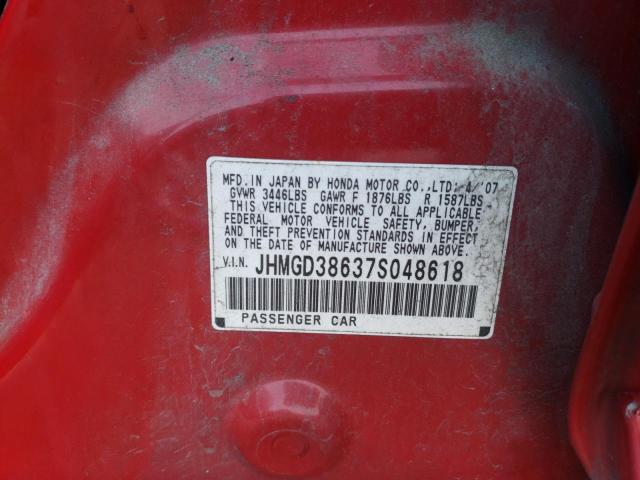 MFD. IN JAPAN BY HONDA MOTOR CO., LTD: 4/'07
GVWR 3446LBS GAWR F 1876LBS R 1587LBS
THIS VEHICLE CONFORMS TO ALL APPLICABLE
FEDERAL MOTOR VEHICLE SAFETY, BUMPER,
AND THEFT PREVENTION STANDARDS IN EFFECT
ON THE DATE OF MANUFACTURE SHOWN ABOVE.
V.I.N. JHMGD38637S048618
PASSENGER CAR